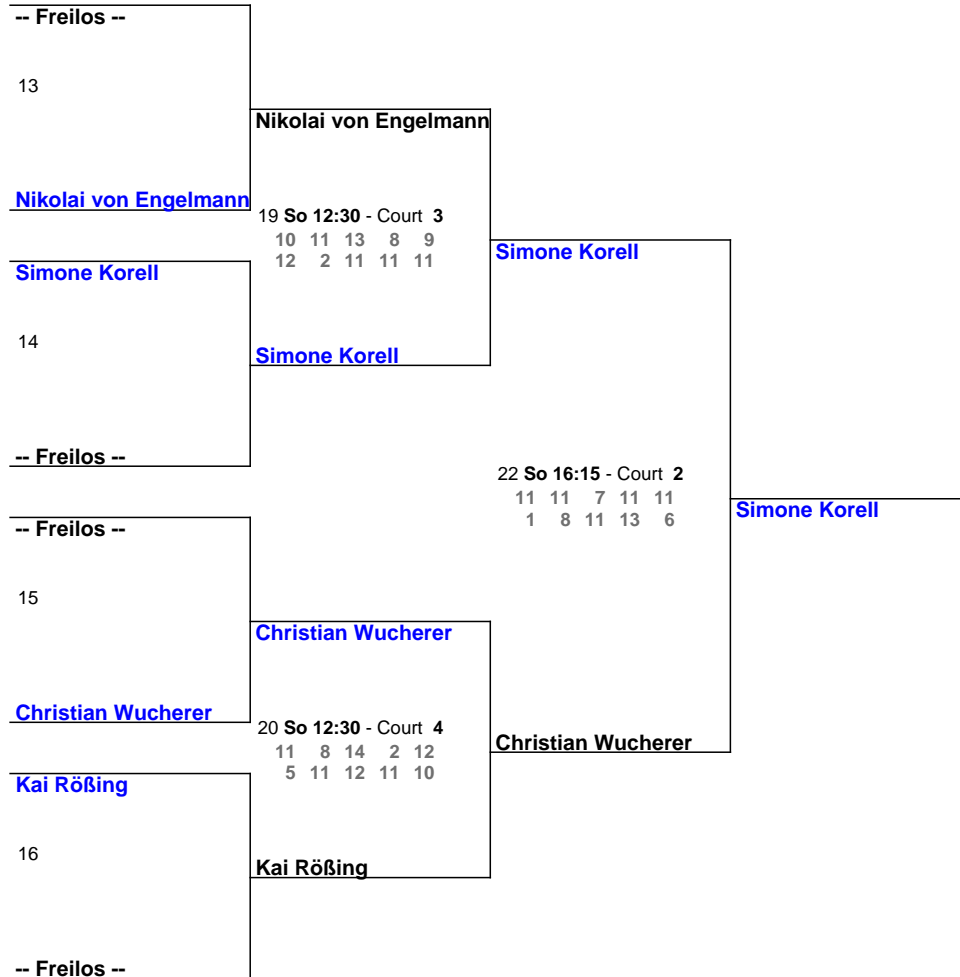 -- Freilos --
13
Nikolai von Engelmann
Nikolai von Engelmann
19 So 12:30 - Court 3
10 11 13 8 9
12 2 11 11 11
Simone Korell
Simone Korell
14
Simone Korell
-- Freilos --
22 So 16:15 - Court 2
11 11 7 11 11
1 8 11 13 6
Simone Korell
-- Freilos --
15
Christian Wucherer
Christian Wucherer
20 So 12:30 - Court 4
11 8 14 2 12
5 11 12 11 10
Christian Wucherer
Kai Rößing
16
Kai Rößing
-- Freilos --